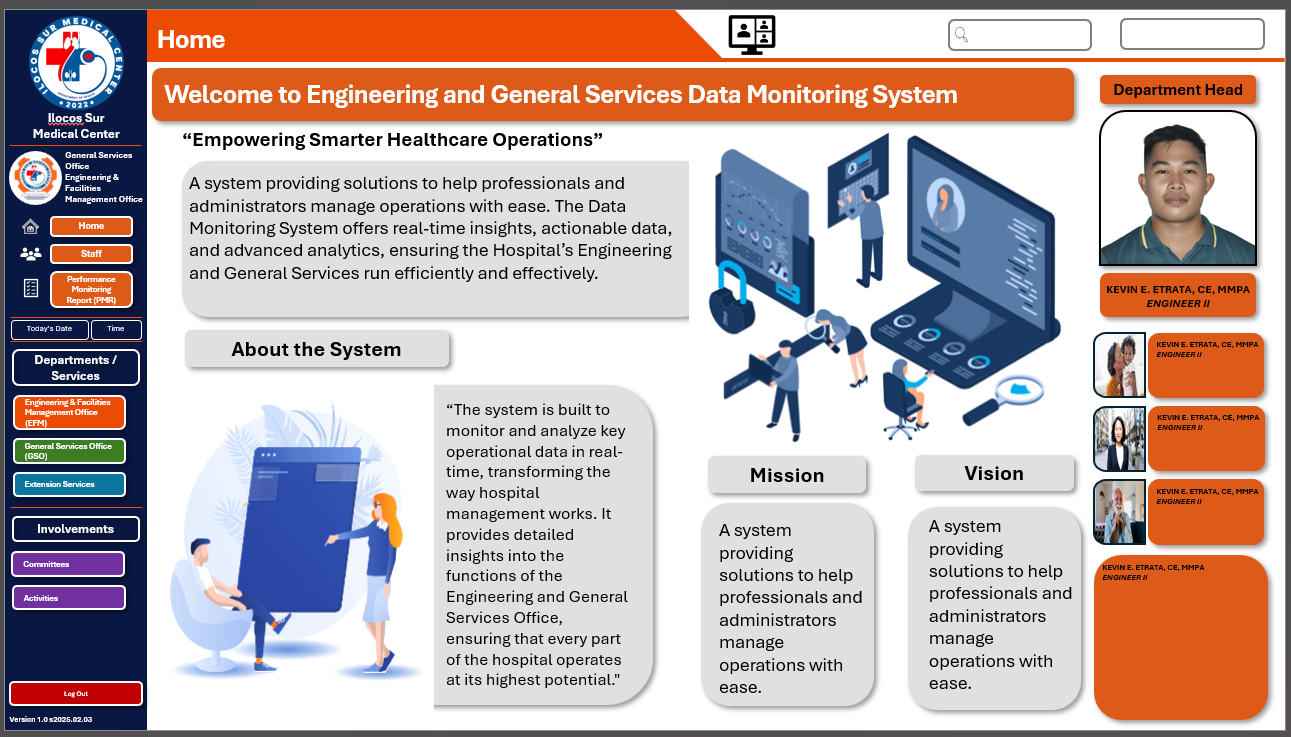 ILOCOS SUR MEDICAL CENTER
DEPARTMENT OF HEALTH
• 2022 •
Ilocos Sur
Medical Center
General Services
Office
Engineering &
Facilities
Management Office
Home
Staff
Performance
Monitoring
Report (PMR)
Today's Date
Time
Departments /
Services
Engineering & Facilities
Management Office
(EFM)
General Services Office
(GSO)
Extension Services
Involvements
Committees
Activities
Log Out
Version 1.0 s2025.02.03
Home
Welcome to Engineering and General Services Data Monitoring System
“Empowering Smarter Healthcare Operations”
A system providing solutions to help professionals and
administrators manage operations with ease. The Data
Monitoring System offers real-time insights, actionable data,
and advanced analytics, ensuring the Hospital’s Engineering
and General Services run efficiently and effectively.
About the System
“The system is built to
monitor and analyze key
operational data in real-
time, transforming the
way hospital
management works. It
provides detailed
insights into the
functions of the
Engineering and General
Services Office,
ensuring that every part
of the hospital operates
at its highest potential."
Mission
A system
providing
solutions to help
professionals and
administrators
manage
operations with
ease.
Vision
A system
providing
solutions to help
professionals and
administrators
manage
operations with
ease.
Department Head
KEVIN E. ETRATA, CE, MMPA
ENGINEER II
KEVIN E. ETRATA, CE, MMPA
ENGINEER II
KEVIN E. ETRATA, CE, MMPA
ENGINEER II
KEVIN E. ETRATA, CE, MMPA
ENGINEER II
KEVIN E. ETRATA, CE, MMPA
ENGINEER II